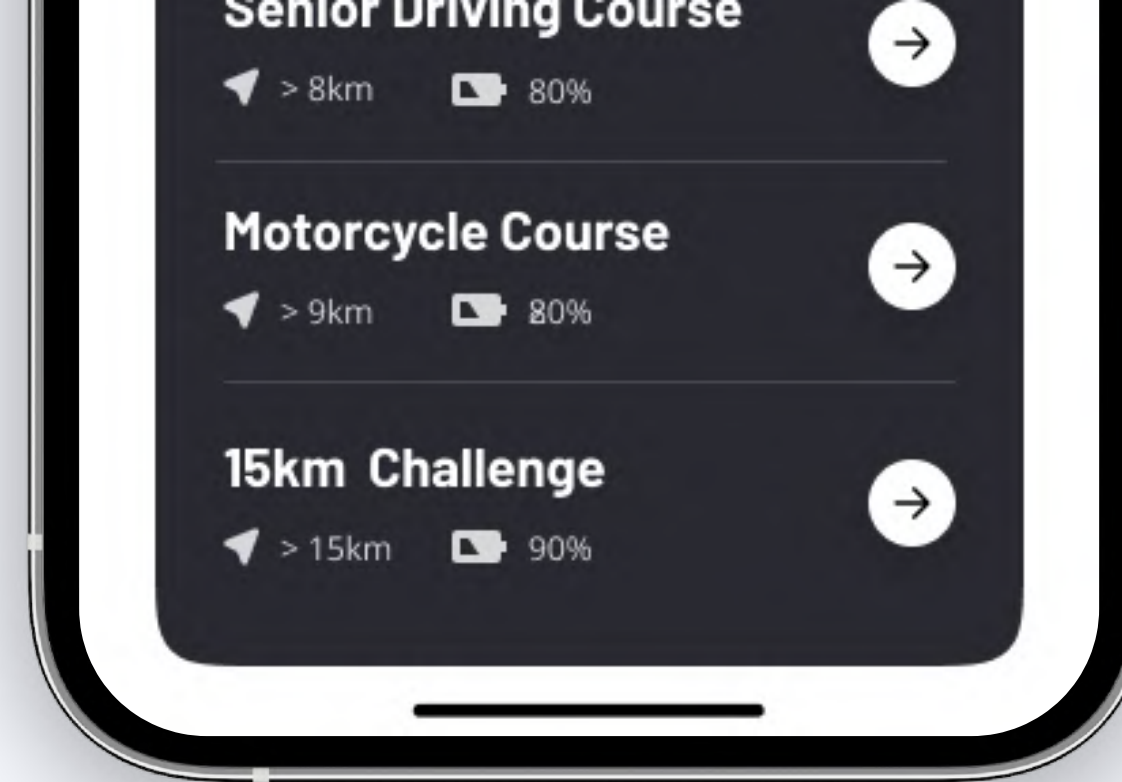 Senior Driving Course
> 8km 80%
Motorcycle Course
> 9km 80%
15km Challenge
> 15km 90%